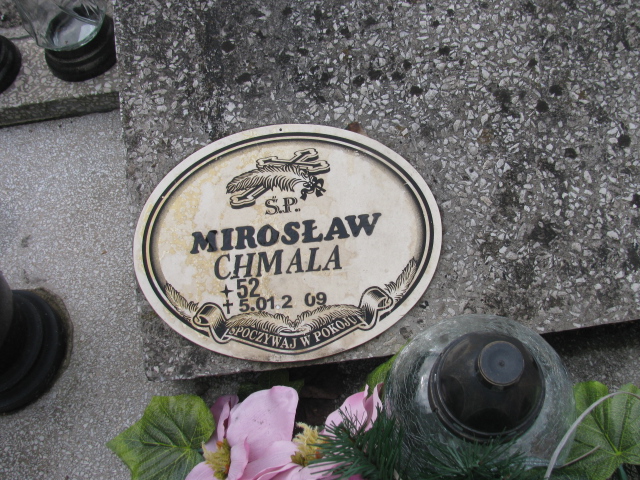 Ś.P.
MIROSŁAW
CHMALA
52
5.01 2 09
SPOCZYWAJ W POKOJU